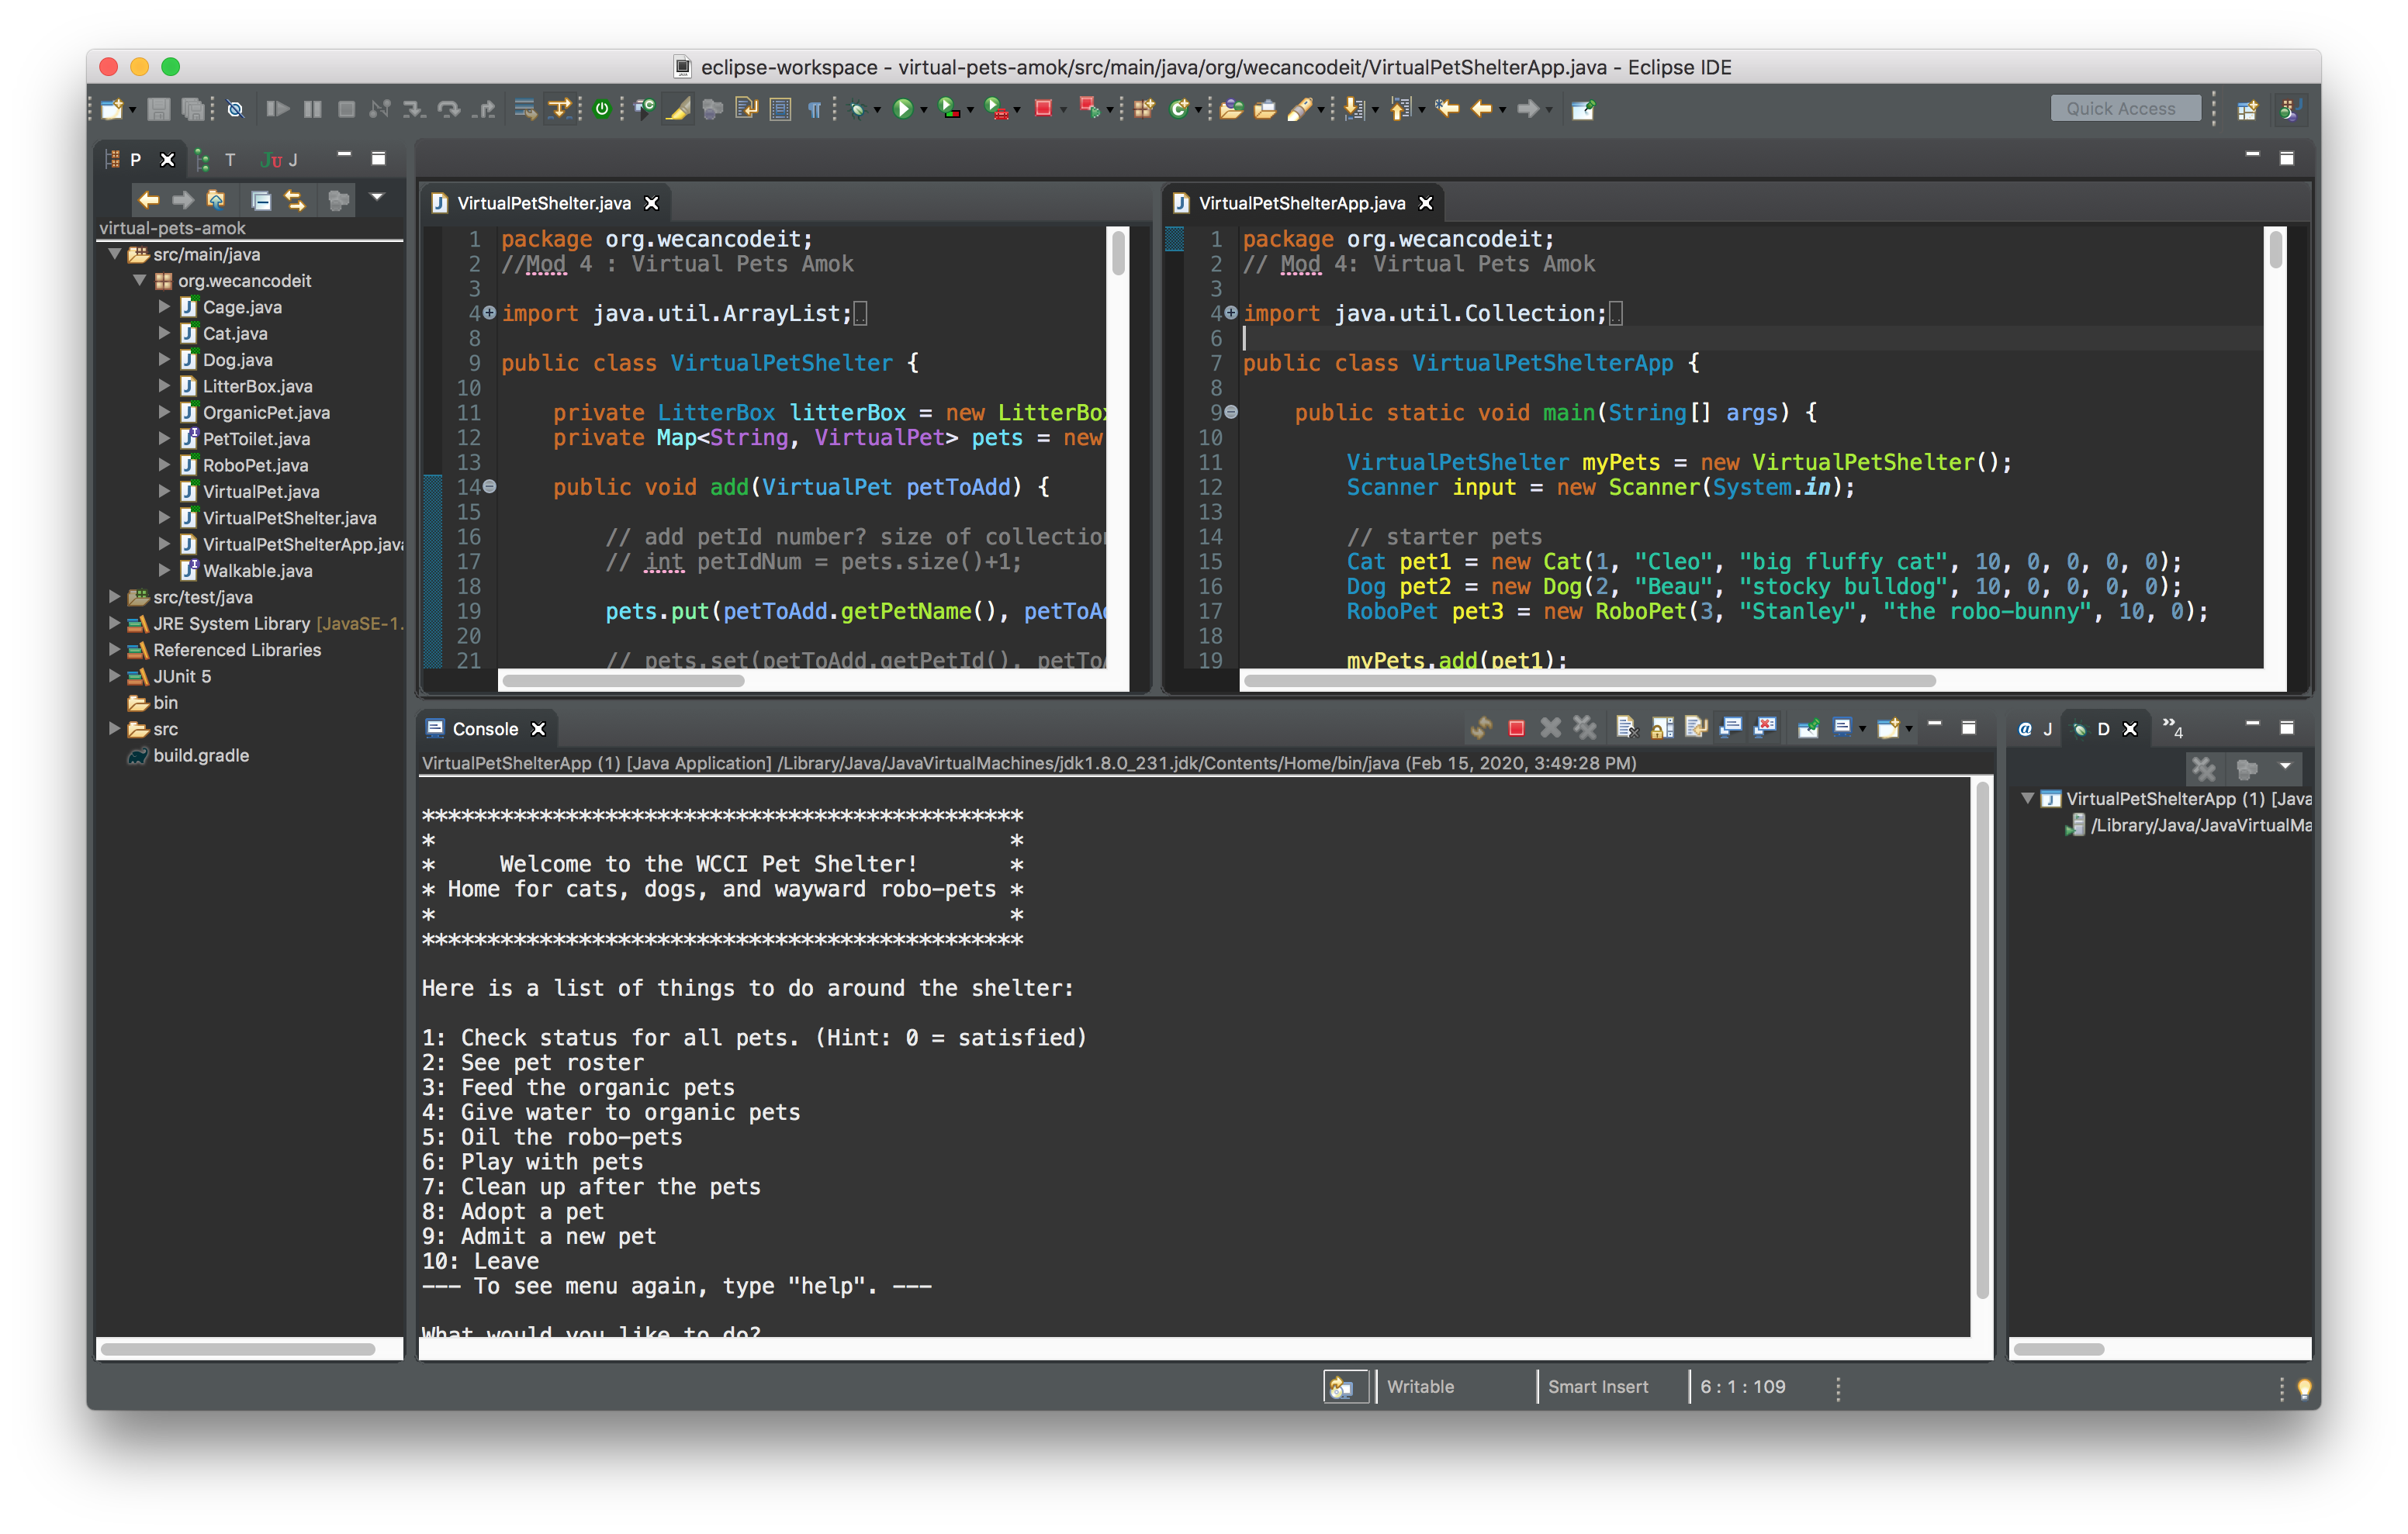 eclipse-workspace - virtual-pets-amok/src/main/java/org/wecancodeit/VirtualPetShelterApp.java - Eclipse IDE
Quick Access
P
T
Ju J
virtual-pets-amok
src/main/java
org.wecancodeit
Cage.java
Cat.java
Dog.java
LitterBox.java
OrganicPet.java
PetToilet.java
RoboPet.java
VirtualPet.java
VirtualPetShelter.java
VirtualPetShelterApp.java
Walkable.java
src/test/java
JRE System Library [JavaSE-1.
Referenced Libraries
JUnit 5
bin
src
build.gradle
VirtualPetShelter.java
1 package org.wecancodeit;
2 //Mod 4 : Virtual Pets Amok
3
4 import java.util.ArrayList;
8
9 public class VirtualPetShelter {
10
11 private LitterBox litterBox = new LitterBox
12 private Map<String, VirtualPet> pets = new
13
14 public void add(VirtualPet petToAdd) {
15
16 // add petId number? size of collection
17 // int petIdNum = pets.size()+1;
18
19 pets.put(petToAdd.getPetName(), petToAd
20
21 // pets.set(petToAdd.getPetId(), petToA
VirtualPetShelterApp.java
1 package org.wecancodeit;
2 // Mod 4: Virtual Pets Amok
3
4 import java.util.Collection;
6
7 public class VirtualPetShelterApp {
8
9 public static void main(String[] args) {
10
11 VirtualPetShelter myPets = new VirtualPetShelter();
12 Scanner input = new Scanner(System.in);
13
14 // starter pets
15 Cat pet1 = new Cat(1, "Cleo", "big fluffy cat", 10, 0, 0, 0, 0);
16 Dog pet2 = new Dog(2, "Beau", "stocky bulldog", 10, 0, 0, 0, 0);
17 RoboPet pet3 = new RoboPet(3, "Stanley", "the robo-bunny", 10, 0);
18
19 myPets.add(pet1);
Console
VirtualPetShelterApp (1) [Java Application] /Library/Java/JavaVirtualMachines/jdk1.8.0_231.jdk/Contents/Home/bin/java (Feb 15, 2020, 3:49:28 PM)
**********************************************
* *
* Welcome to the WCCI Pet Shelter! *
* Home for cats, dogs, and wayward robo-pets *
* *
**********************************************
Here is a list of things to do around the shelter:
1: Check status for all pets. (Hint: 0 = satisfied)
2: See pet roster
3: Feed the organic pets
4: Give water to organic pets
5: Oil the robo-pets
6: Play with pets
7: Clean up after the pets
8: Adopt a pet
9: Admit a new pet
10: Leave
--- To see menu again, type "help". ---
What would you like to do?
@ J
D
»4
VirtualPetShelterApp (1) [Java
/Library/Java/JavaVirtualMa
Writable
Smart Insert
6 : 1 : 109